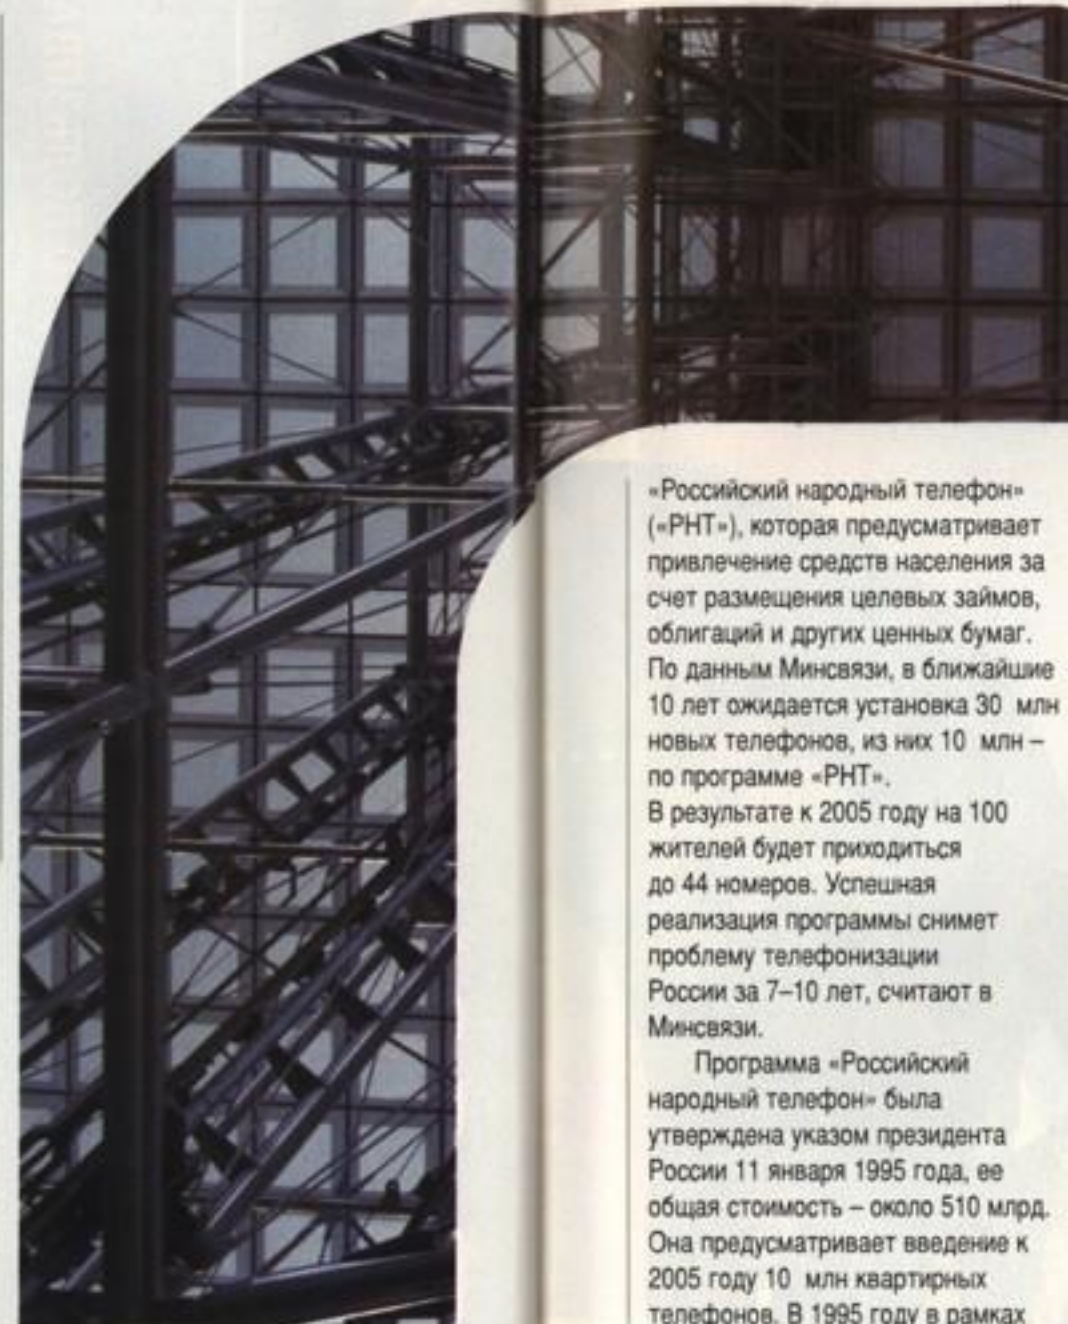 «Российский народный телефон»
(«РНТ»), которая предусматривает
привлечение средств населения за
счет размещения целевых займов,
облигаций и других ценных бумаг.
По данным Минсвязи, в ближайшие
10 лет ожидается установка 30 млн
новых телефонов, из них 10 млн –
по программе «РНТ».
В результате к 2005 году на 100
жителей будет приходиться
до 44 номеров. Успешная
реализация программы снимет
проблему телефонизации
России за 7–10 лет, считают в
Минсвязи.
Программа «Российский
народный телефон» была
утверждена указом президента
России 11 января 1995 года, ее
общая стоимость – около 510 млрд.
Она предусматривает введение к
2005 году 10 млн квартирных
телефонов. В 1995 году в рамках